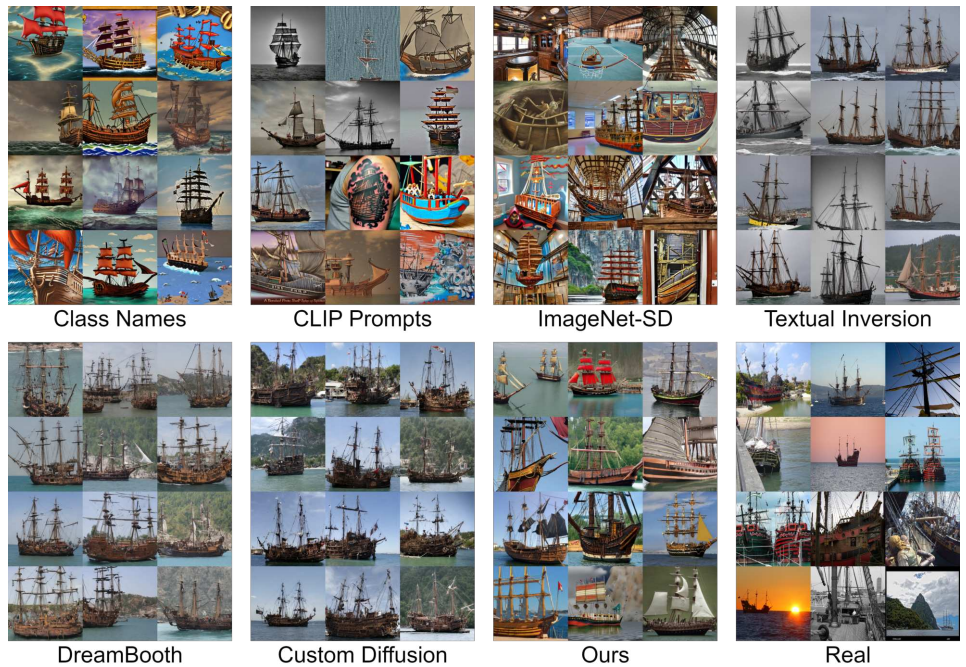 Class Names
CLIP Prompts
ImageNet-SD
Textual Inversion
DreamBooth
Custom Diffusion
Ours
Real